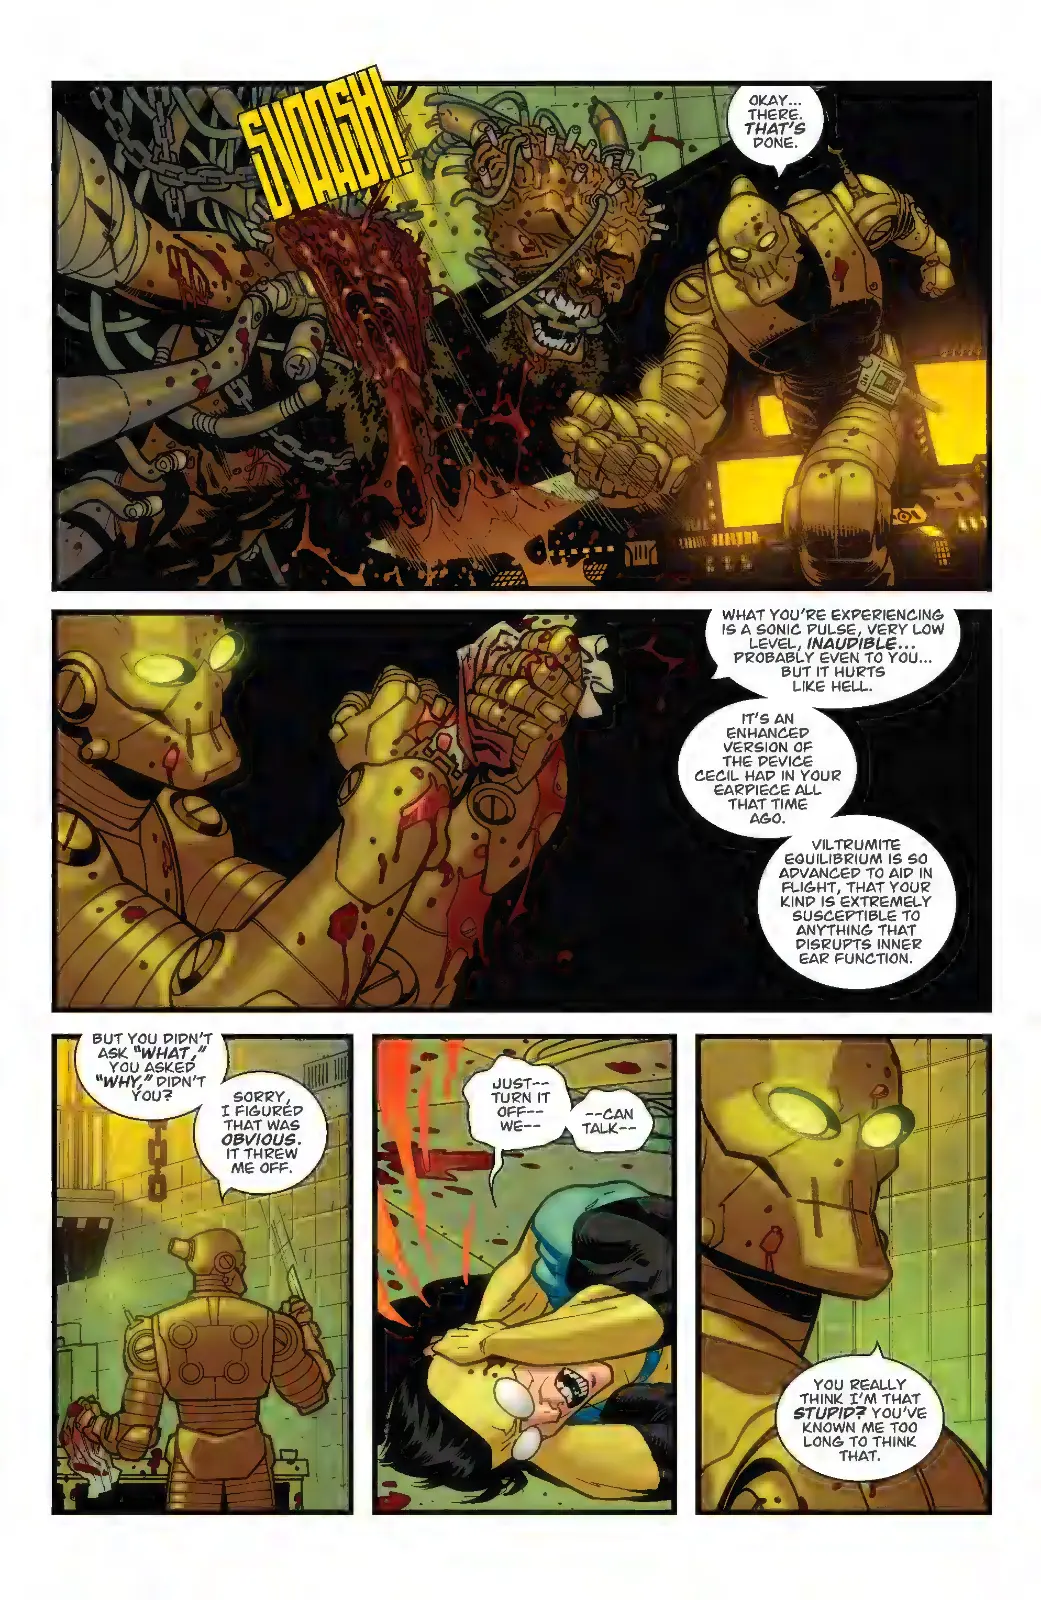 SVOOSH!
OKAY...
THERE.
THAT'S
DONE.
WHAT YOU'RE EXPERIENCING
IS A SONIC PULSE, VERY LOW
LEVEL, INAUDIBLE...
PROBABLY EVEN TO YOU...
BUT IT HURTS
LIKE HELL.
IT'S AN
ENHANCED
VERSION OF
THE DEVICE
CECIL HAD IN YOUR
EARPIECE ALL
THAT TIME
AGO.
VILTRUMITE
EQUILIBRIUM IS SO
ADVANCED TO AID IN
FLIGHT, THAT YOUR
KIND IS EXTREMELY
SUSCEPTIBLE TO
ANYTHING THAT
DISRUPTS INNER
EAR FUNCTION.
BUT YOU DIDN'T
ASK "WHAT,"
YOU ASKED
"WHY," DIDN'T
YOU?
SORRY,
I FIGURED
THAT WAS
OBVIOUS.
IT THREW
ME OFF.
JUST--
TURN IT
OFF--
WE--
--CAN
TALK--
YOU REALLY
THINK I'M THAT
STUPID? YOU'VE
KNOWN ME TOO
LONG TO THINK
THAT.